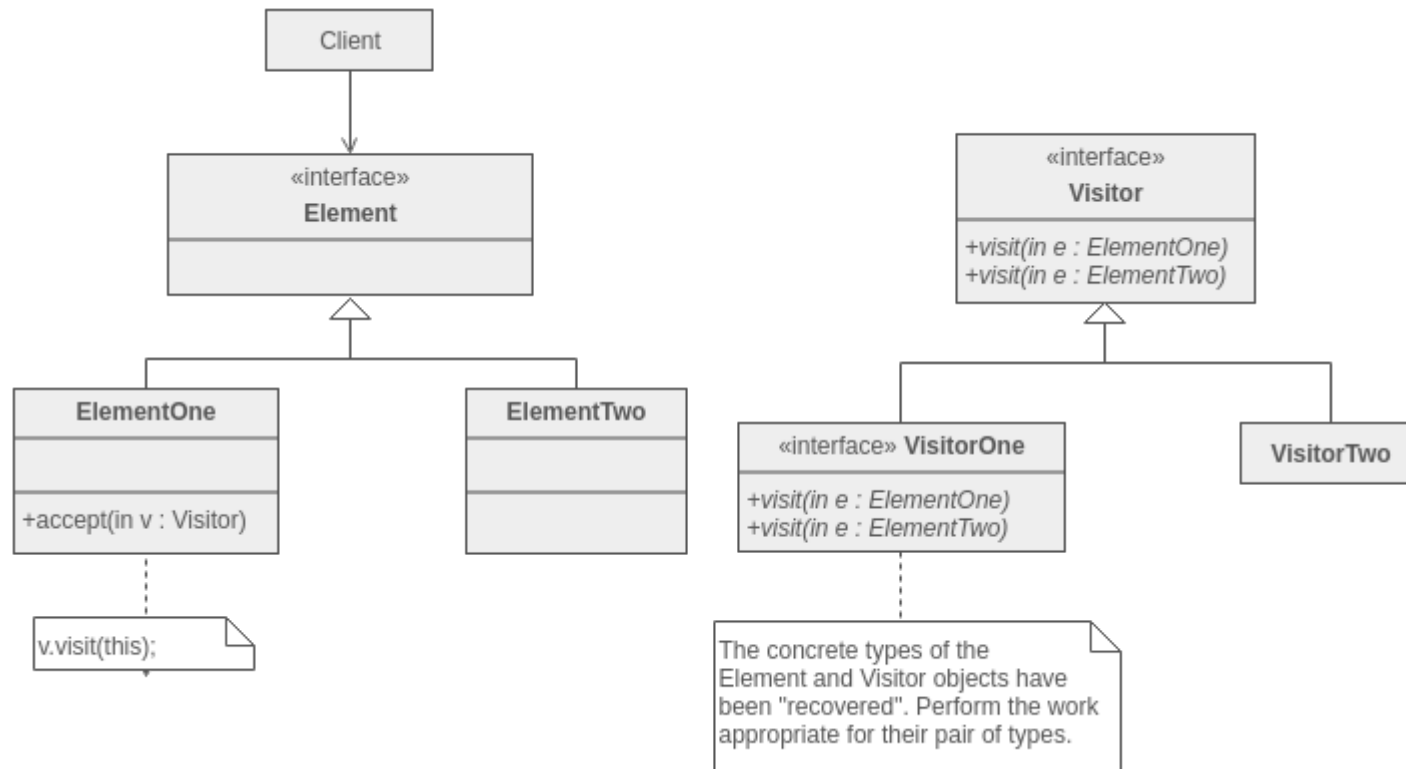 Client
«interface»
Element
ElementOne
+accept(in v : Visitor)
v.visit(this);
ElementTwo
«interface»
Visitor
+visit(in e : ElementOne)
+visit(in e : ElementTwo)
«interface» VisitorOne
+visit(in e : ElementOne)
+visit(in e : ElementTwo)
The concrete types of the
Element and Visitor objects have
been "recovered". Perform the work
appropriate for their pair of types.
VisitorTwo